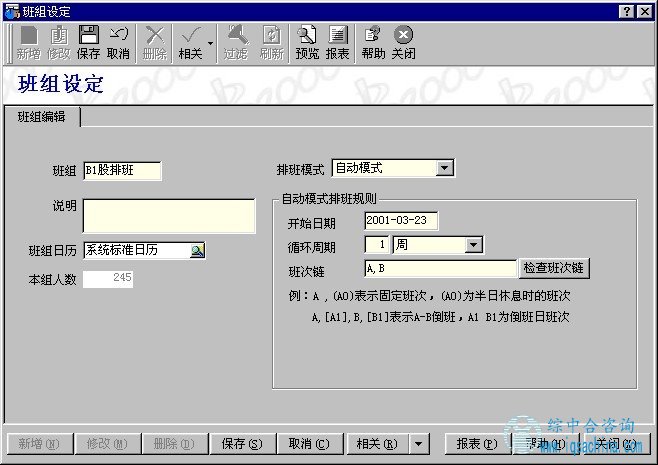 班组设定
新增 修改 保存 取消 删除 相关 过滤 刷新 预览 报表 帮助 关闭
班组设定
班组编辑
班组 B1股排班 排班模式 自动模式
说明 自动模式排班规则
开始日期 2001-03-23
班组日历 系统标准日历 循环周期 1 周
本组人数 245 班次链 A,B 检查班次链
例：A ,(A0)表示固定班次，(A0)为半日休息时的班次
A,[A1],B,[B1]表示A-B倒班，A1 B1为倒班日班次
综中合咨询
新增(N) 修改(M) 删除(D) 保存(S) 取消(C) 相关(R) 报表(P) 帮助(H) 关闭(X)